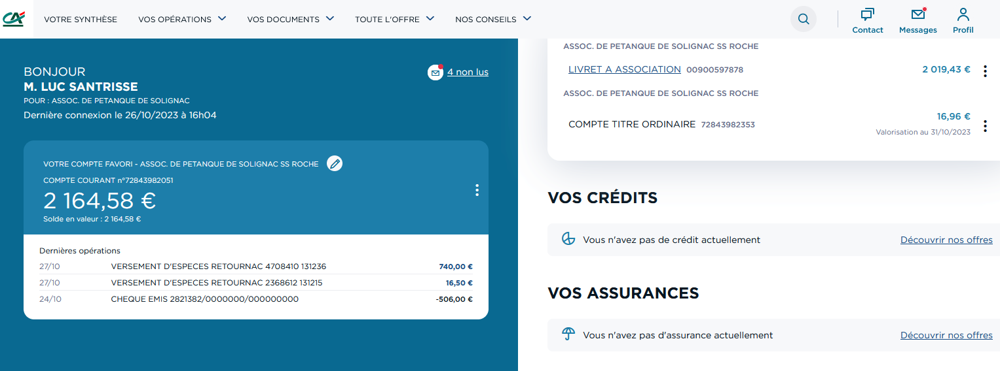 CA
VOTRE SYNTHÈSE
VOS OPÉRATIONS
VOS DOCUMENTS
TOUTE L'OFFRE
NOS CONSEILS
Contact
Messages
Profil
BONJOUR
M. LUC SANTRISSE
POUR : ASSOC. DE PETANQUE DE SOLIGNAC
Dernière connexion le 26/10/2023 à 16h04
4 non lus
VOTRE COMPTE FAVORI - ASSOC. DE PETANQUE DE SOLIGNAC SS ROCHE
COMPTE COURANT n°72843982051
2 164,58 €
Solde en valeur : 2 164,58 €
Dernières opérations
27/10 VERSEMENT D'ESPECES RETOURNAC 4708410 131236 740,00 €
27/10 VERSEMENT D'ESPECES RETOURNAC 2368612 131215 16,50 €
24/10 CHEQUE EMIS 2821382/0000000/000000000 -506,00 €
ASSOC. DE PETANQUE DE SOLIGNAC SS ROCHE
LIVRET A ASSOCIATION 00900597878 2 019,43 €
ASSOC. DE PETANQUE DE SOLIGNAC SS ROCHE
COMPTE TITRE ORDINAIRE 72843982353 16,96 €
Valorisation au 31/10/2023
VOS CRÉDITS
Vous n'avez pas de crédit actuellement Découvrir nos offres
VOS ASSURANCES
Vous n'avez pas d'assurance actuellement Découvrir nos offres